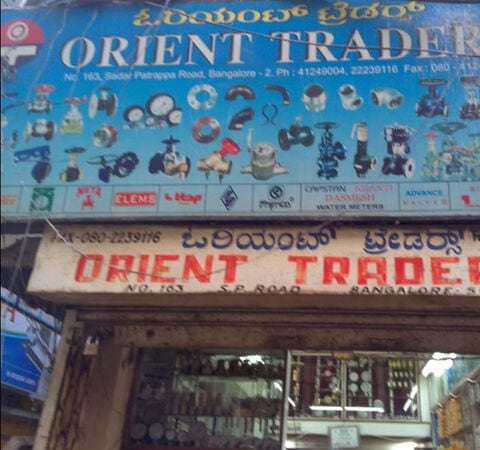 ಓರಿಯಂಟ್ ಟ್ರೇಡರ್ಸ್
ORIENT TRADER
No. 163, Sadar Patrappa Road, Bangalore - 2. Ph : 41249004, 22239116 Fax : 080 - 412
ELEMS
CAPSTAN KRANTI
DASMESH
WATER METERS
ADVANCE
VALVES
FAX-080-2239116 ಓರಿಯಂಟ್ ಟ್ರೇಡರ್ಸ್
ORIENT TRADER
NO. 163 S.P. ROAD BANGALORE-